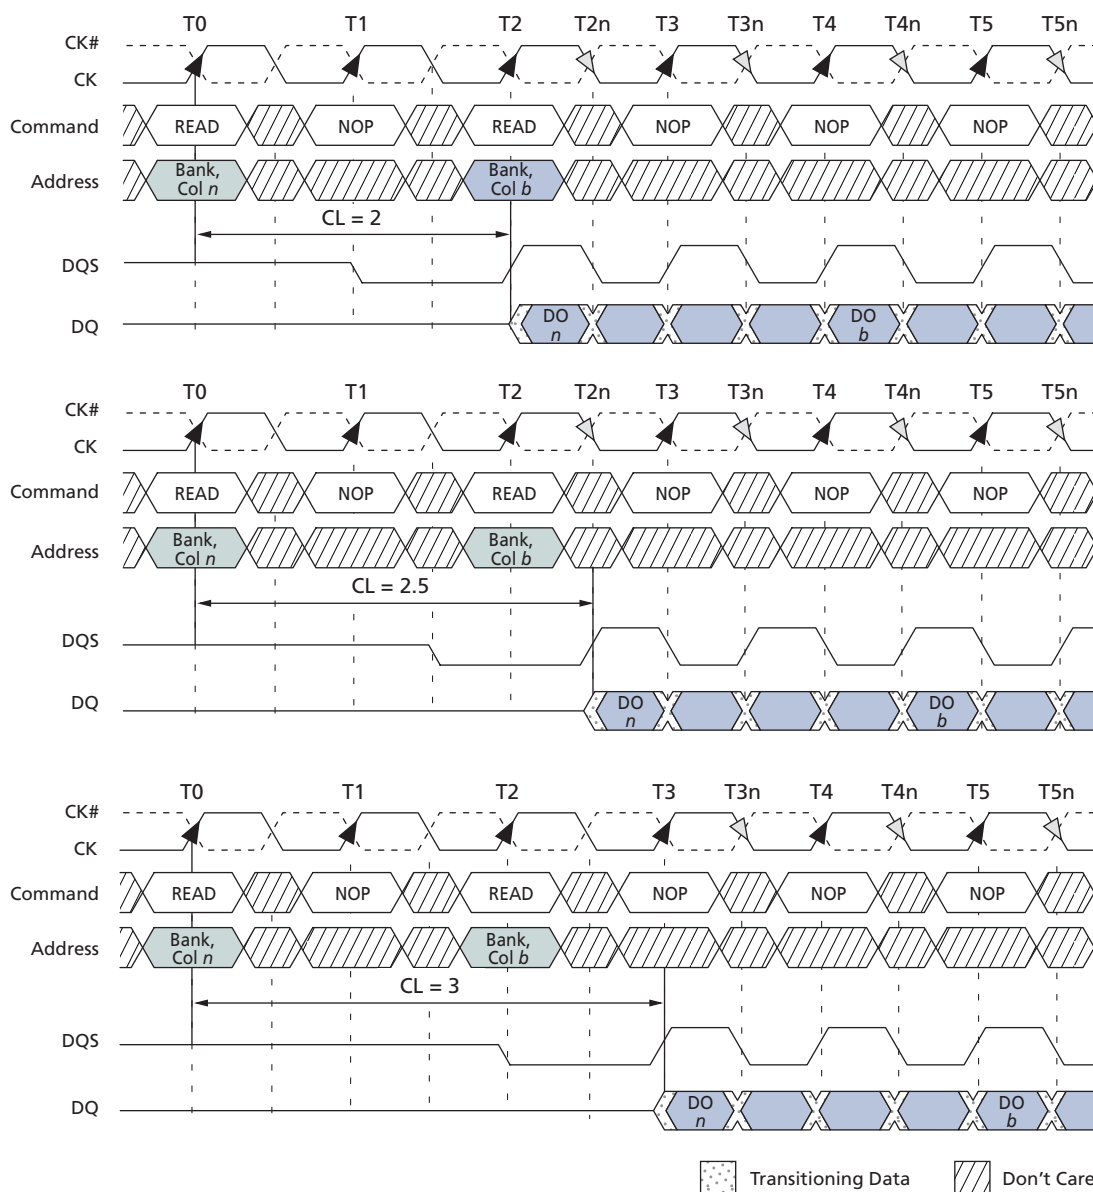 T0 T1 T2 T2n T3 T3n T4 T4n T5 T5n
CK#
CK
Command READ NOP READ NOP NOP NOP
Address Bank, Col n Bank, Col b
CL = 2
DQS
DQ DO n DO b
T0 T1 T2 T2n T3 T3n T4 T4n T5 T5n
CK#
CK
Command READ NOP READ NOP NOP NOP
Address Bank, Col n Bank, Col b
CL = 2.5
DQS
DQ DO n DO b
T0 T1 T2 T3 T3n T4 T4n T5 T5n
CK#
CK
Command READ NOP READ NOP NOP NOP
Address Bank, Col n Bank, Col b
CL = 3
DQS
DQ DO n DO b
Transitioning Data Don't Care